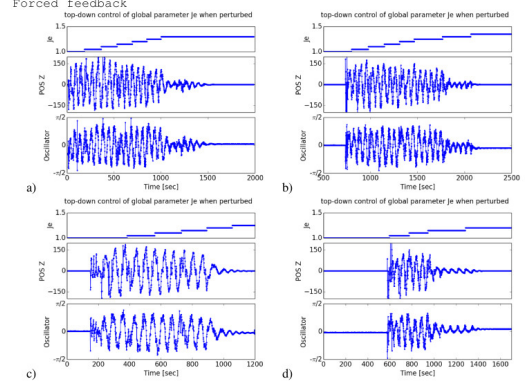 Forced feedback
top-down control of global parameter Je when perturbed
top-down control of global parameter Je when perturbed
1.5
Je
1.0
1.5
Je
1.0
150
0
−150
POS Z
150
0
−150
POS Z
π/2
0
−π/2
Oscillator
π/2
0
−π/2
Oscillator
0 500 1000 1500 2000
500 1000 1500 2000 2500
a) Time [sec]
b) Time [sec]
top-down control of global parameter Je when perturbed
top-down control of global parameter Je when perturbed
1.5
Je
1.0
1.5
Je
1.0
150
0
−150
POS Z
150
0
−150
POS Z
π/2
0
−π/2
Oscillator
π/2
0
−π/2
Oscillator
0 200 400 600 800 1000 1200
0 200 400 600 800 1000 1200 1400 1600
c) Time [sec]
d) Time [sec]